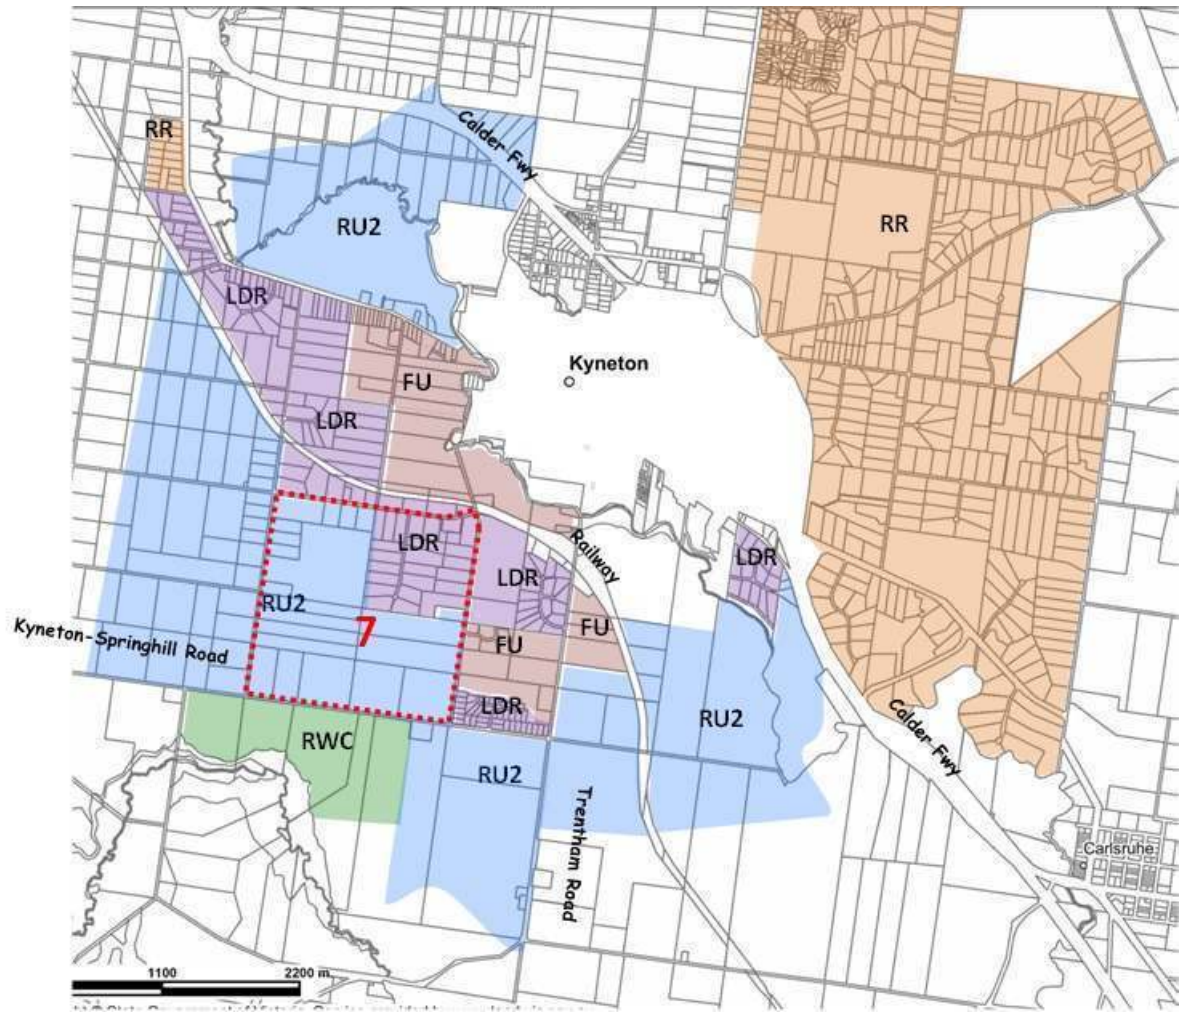 RR
Calder Fwy
RU2
RR
LDR
Kyneton
FU
LDR
LDR
Railway
LDR
LDR
RU2
7
FU
FU
Kyneton-Springhill Road
LDR
RU2
Calder Fwy
RWC
RU2
Trentham Road
Carlsruhe
1100
2200 m